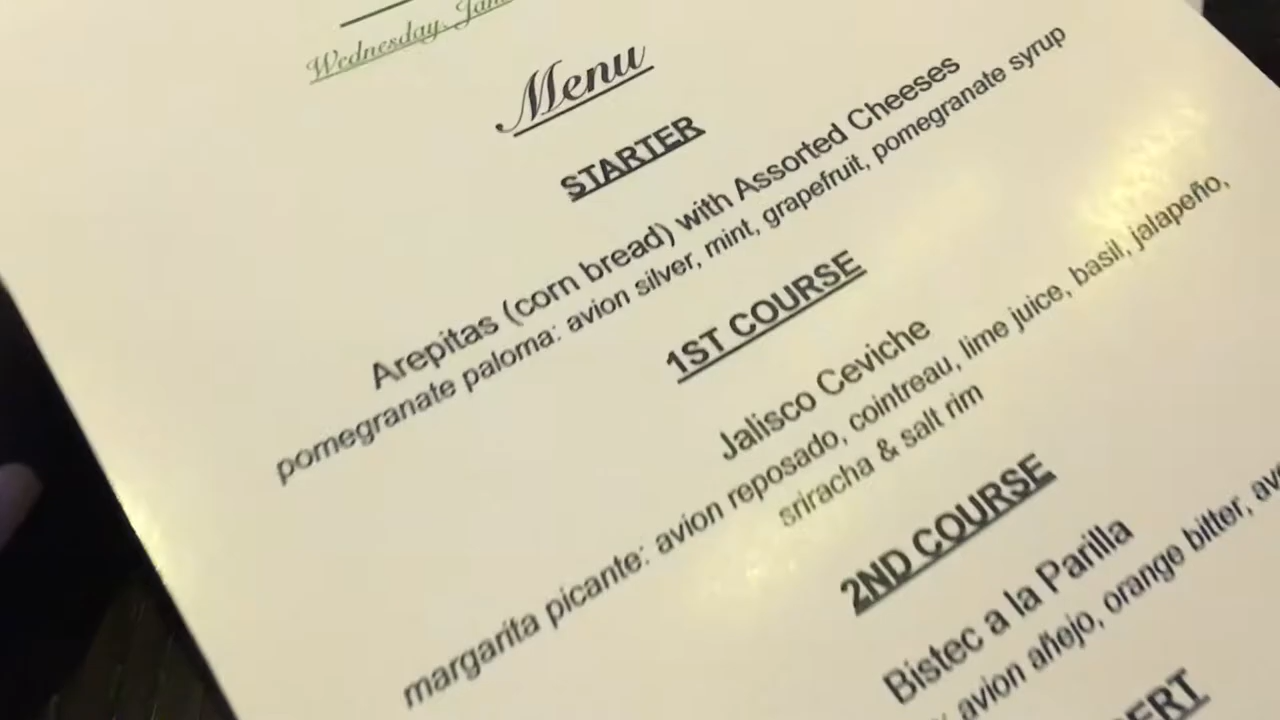 Wednesday,
Menu
STARTER
Arepitas (corn bread) with Assorted Cheeses
pomegranate paloma: avion silver, mint, grapefruit, pomegranate syrup
1ST COURSE
Jalisco Ceviche
margarita picante: avion reposado, cointreau, lime juice, basil, jalapeño,
sriracha & salt rim
2ND COURSE
Bistec a la Parilla
avion añejo, orange bitter,